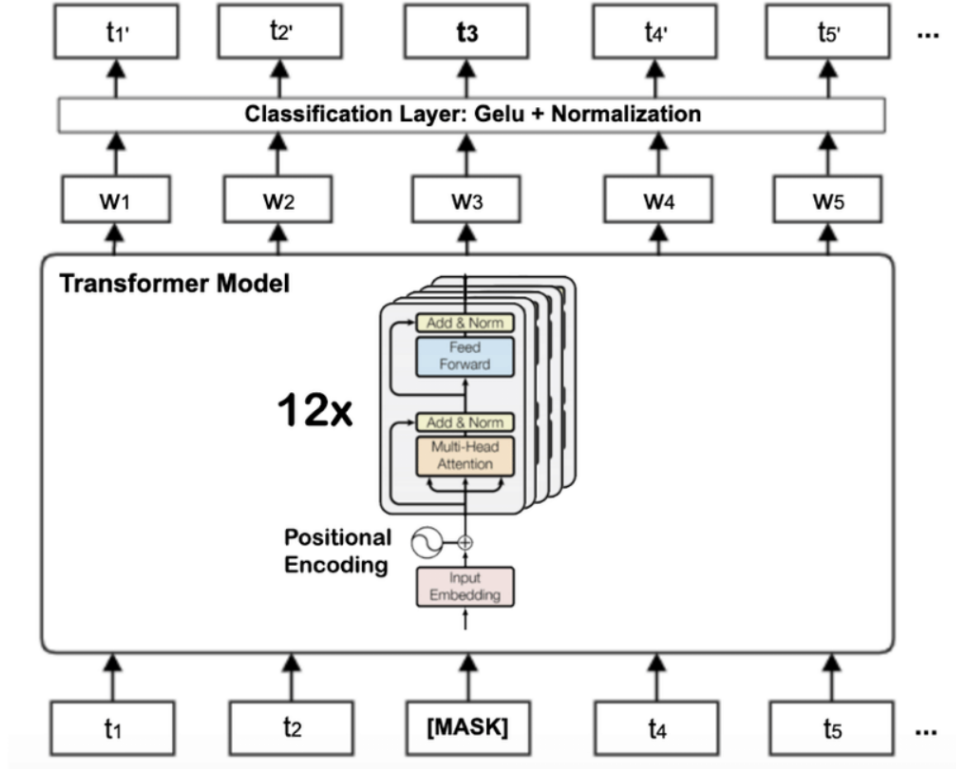 t1' t2' t3 t4' t5' ...
Classification Layer: Gelu + Normalization
w1 w2 w3 w4 w5
Transformer Model
Add & Norm
Feed
Forward
12x
Add & Norm
Multi-Head
Attention
Positional
Encoding
Input
Embedding
t1 t2 [MASK] t4 t5 ...